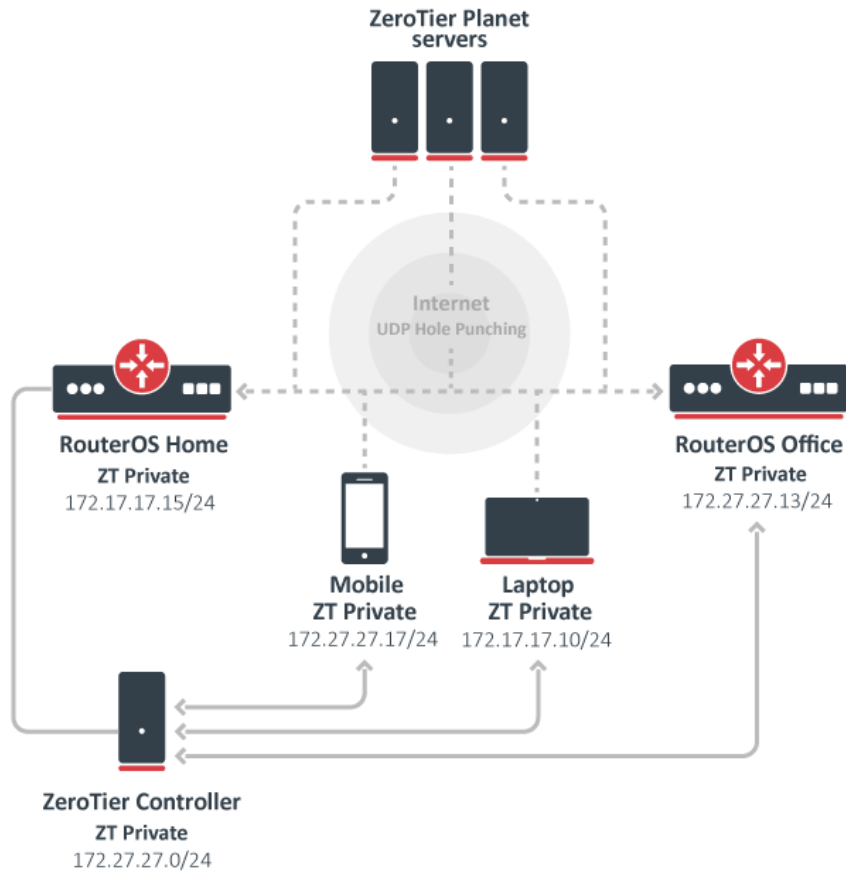 ZeroTier Planet
servers
Internet
UDP Hole Punching
RouterOS Home
ZT Private
172.17.17.15/24
RouterOS Office
ZT Private
172.27.27.13/24
Mobile
ZT Private
172.27.27.17/24
Laptop
ZT Private
172.17.17.10/24
ZeroTier Controller
ZT Private
172.27.27.0/24